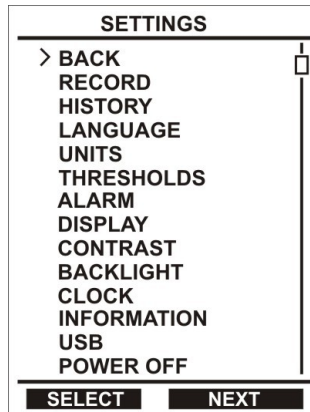 SETTINGS
> BACK
RECORD
HISTORY
LANGUAGE
UNITS
THRESHOLDS
ALARM
DISPLAY
CONTRAST
BACKLIGHT
CLOCK
INFORMATION
USB
POWER OFF
SELECT NEXT